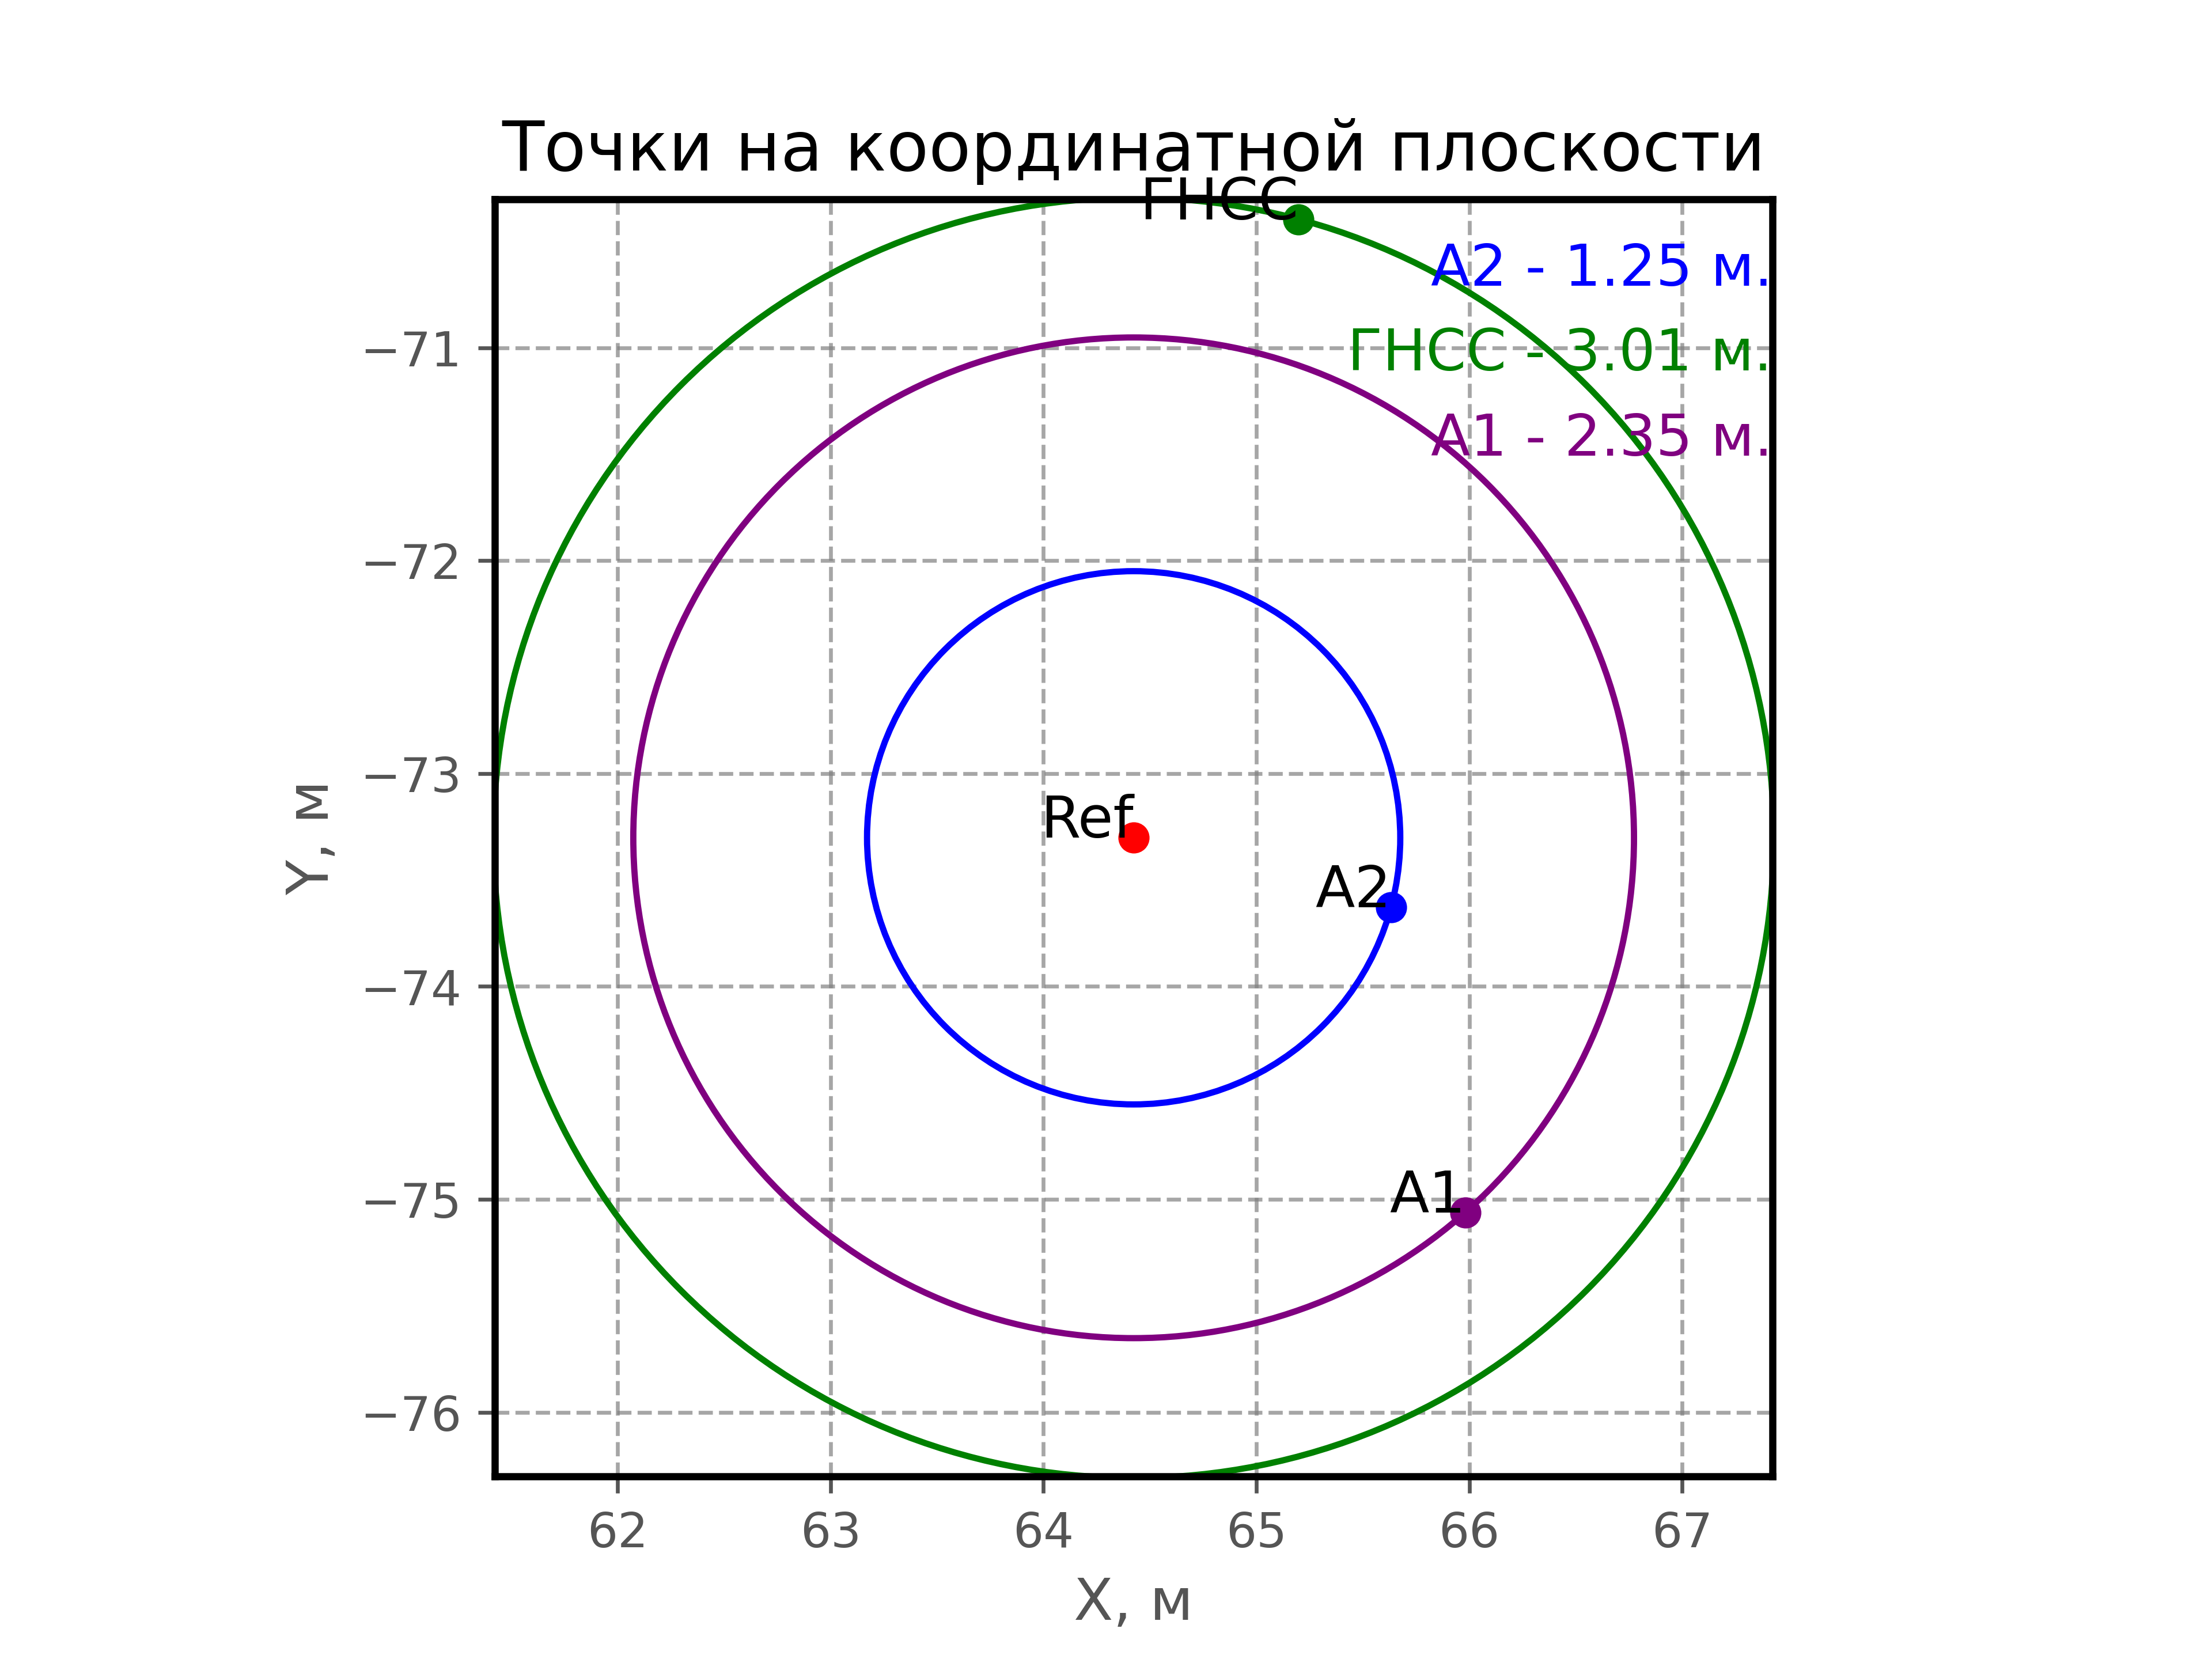 Точки на координатной плоскости
ГНСС
A2 - 1.25 м.
ГНСС - 3.01 м.
A1 - 2.35 м.
−71
−72
−73
−74
−75
−76
Y, м
Ref
A2
A1
62 63 64 65 66 67
X, м